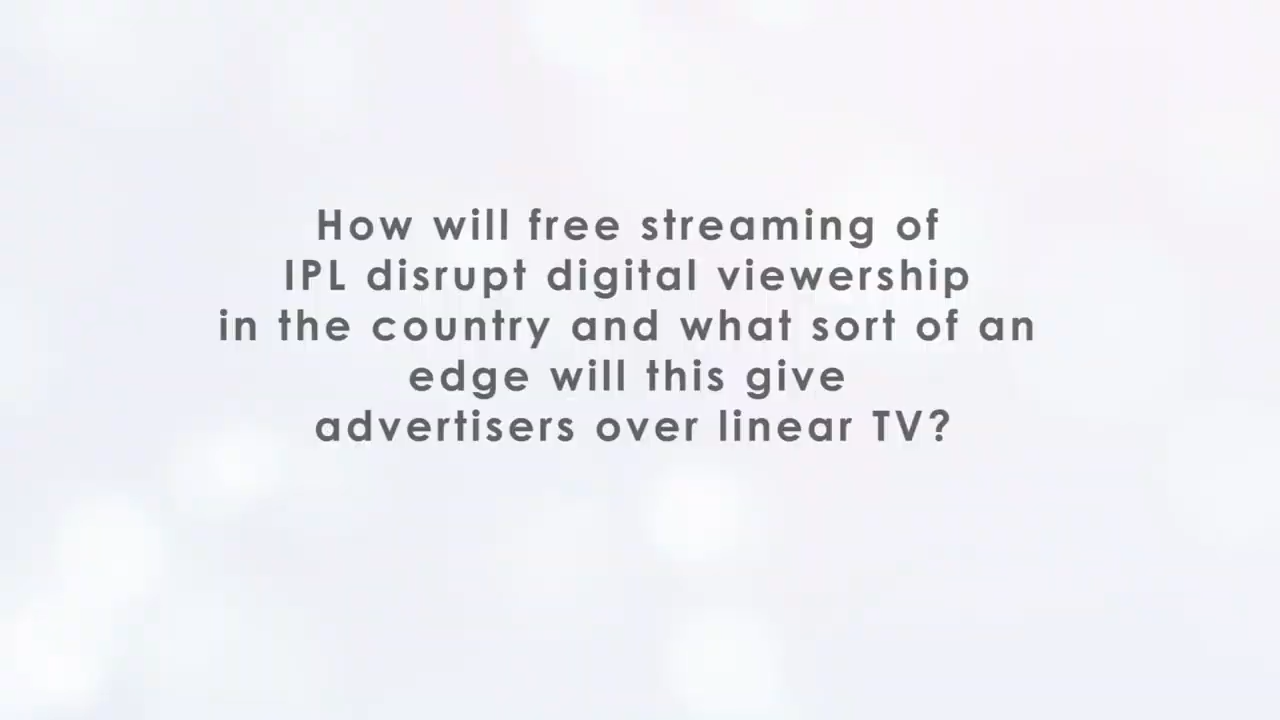 How will free streaming of
IPL disrupt digital viewership
in the country and what sort of an
edge will this give
advertisers over linear TV?